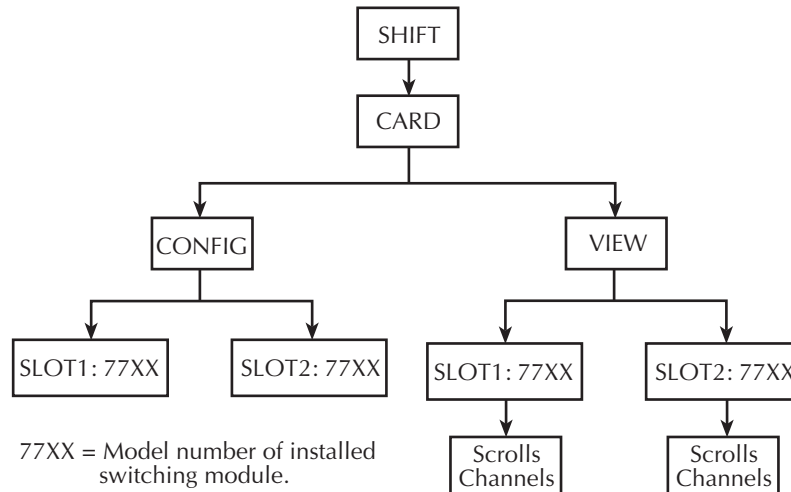 SHIFT
CARD
CONFIG
VIEW
SLOT1: 77XX
SLOT2: 77XX
SLOT1: 77XX
SLOT2: 77XX
77XX = Model number of installed
switching module.
Scrolls
Channels
Scrolls
Channels